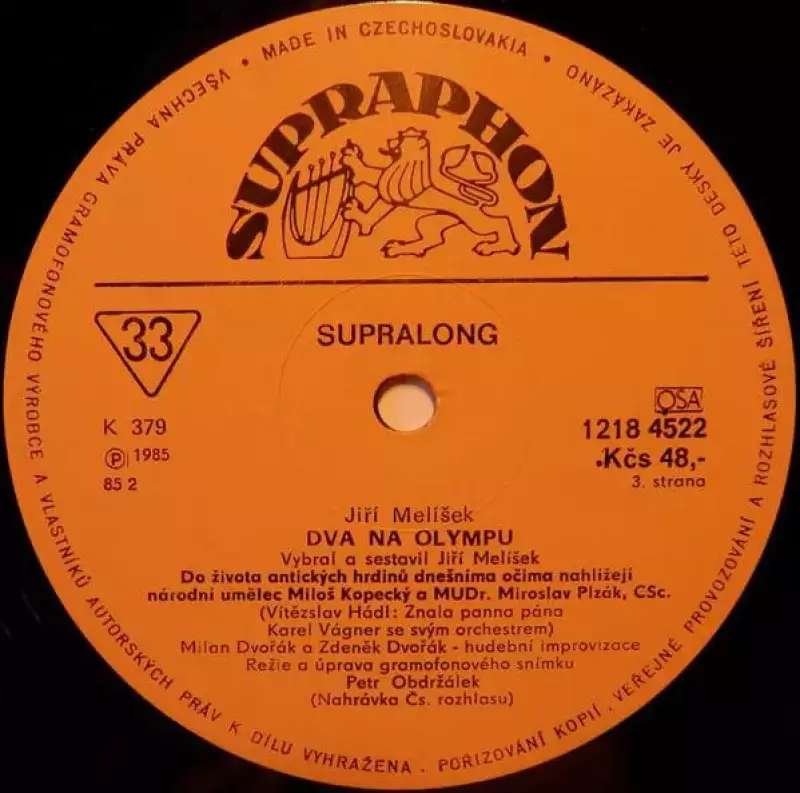 VŠECHNA PRÁVA GRAMOFONOVÉHO VÝROBCE A VLASTNÍKŮ AUTORSKÝCH PRÁV K DÍLU VYHRAŽENA . POŘIZOVÁNÍ KOPIÍ, VEŘEJNÉ PROVOZOVÁNÍ A ROZHLASOVÉ ŠÍŘENÍ TÉTO DESKY JE ZAKÁZÁNO
• MADE IN CZECHOSLOVAKIA •
SUPRAPHON
33
SUPRALONG
K 379
Ⓟ 1985
85 2
OSA
1218 4522
Kčs 48,-
3. strana
Jiří Melíšek
DVA NA OLYMPU
Vybral a sestavil Jiří Melíšek
Do života antických hrdinů dnešníma očima nahlížejí
národní umělec Miloš Kopecký a MUDr. Miroslav Plzák, CSc.
(Vítězslav Hádl: Znala panna pána
Karel Vágner se svým orchestrem)
Milan Dvořák a Zdeněk Dvořák - hudební improvizace
Režie a úprava gramofonového snímku
Petr Obdržálek
(Nahrávka Čs. rozhlasu)